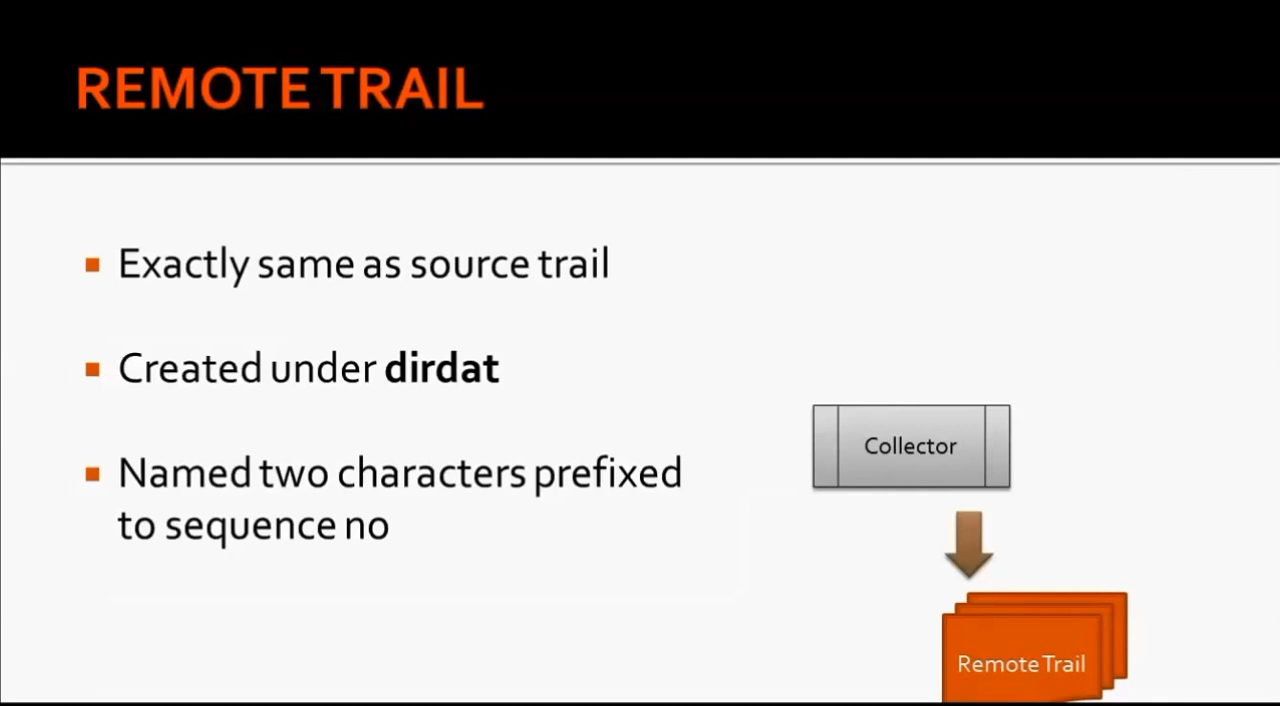 REMOTE TRAIL
Exactly same as source trail
Created under dirdat
Named two characters prefixed
to sequence no
Collector
Remote Trail